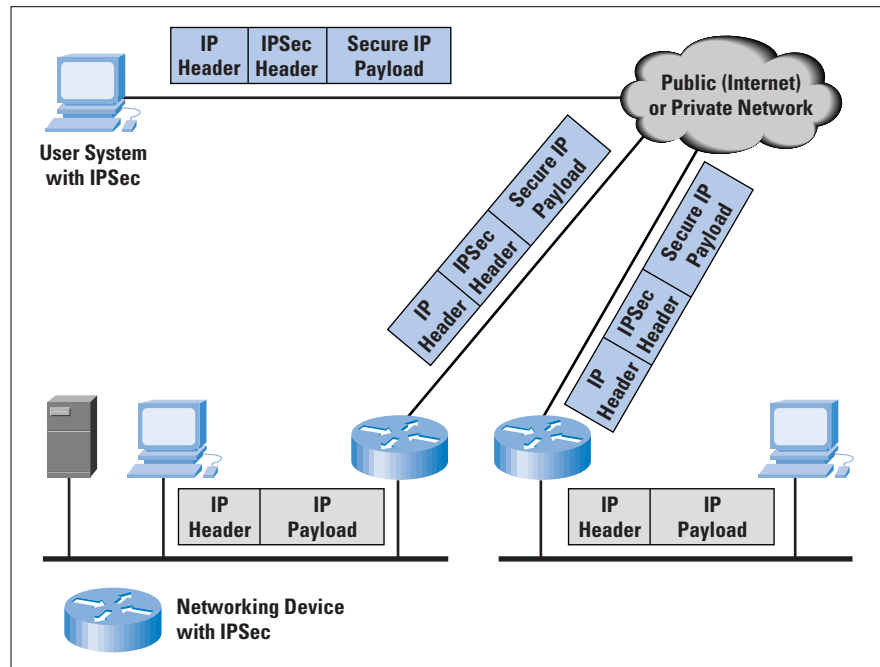 IP
Header
IPSec
Header
Secure IP
Payload
Public (Internet)
or Private Network
User System
with IPSec
IP
Header
IPSec
Header
Secure IP
Payload
IP
Header
IPSec
Header
Secure IP
Payload
IP
Header
IP
Payload
IP
Header
IP
Payload
Networking Device
with IPSec